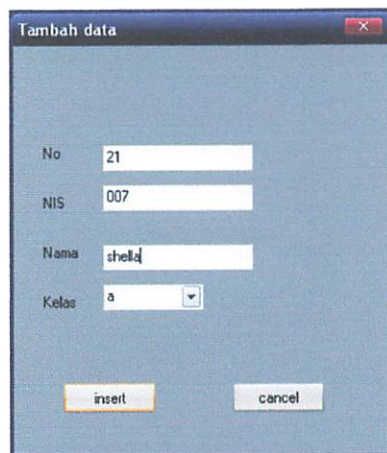 Tambah data
No 21
NIS 007
Nama shella
Kelas a
insert cancel